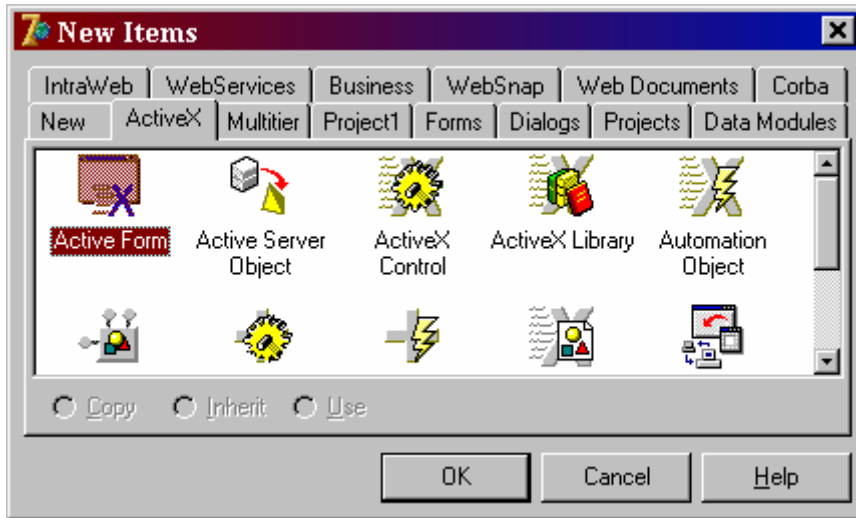 New Items
IntraWeb WebServices Business WebSnap Web Documents Corba
New ActiveX Multitier Project1 Forms Dialogs Projects Data Modules
Active Form Active Server Object ActiveX Control ActiveX Library Automation Object
Copy Inherit Use
OK Cancel Help